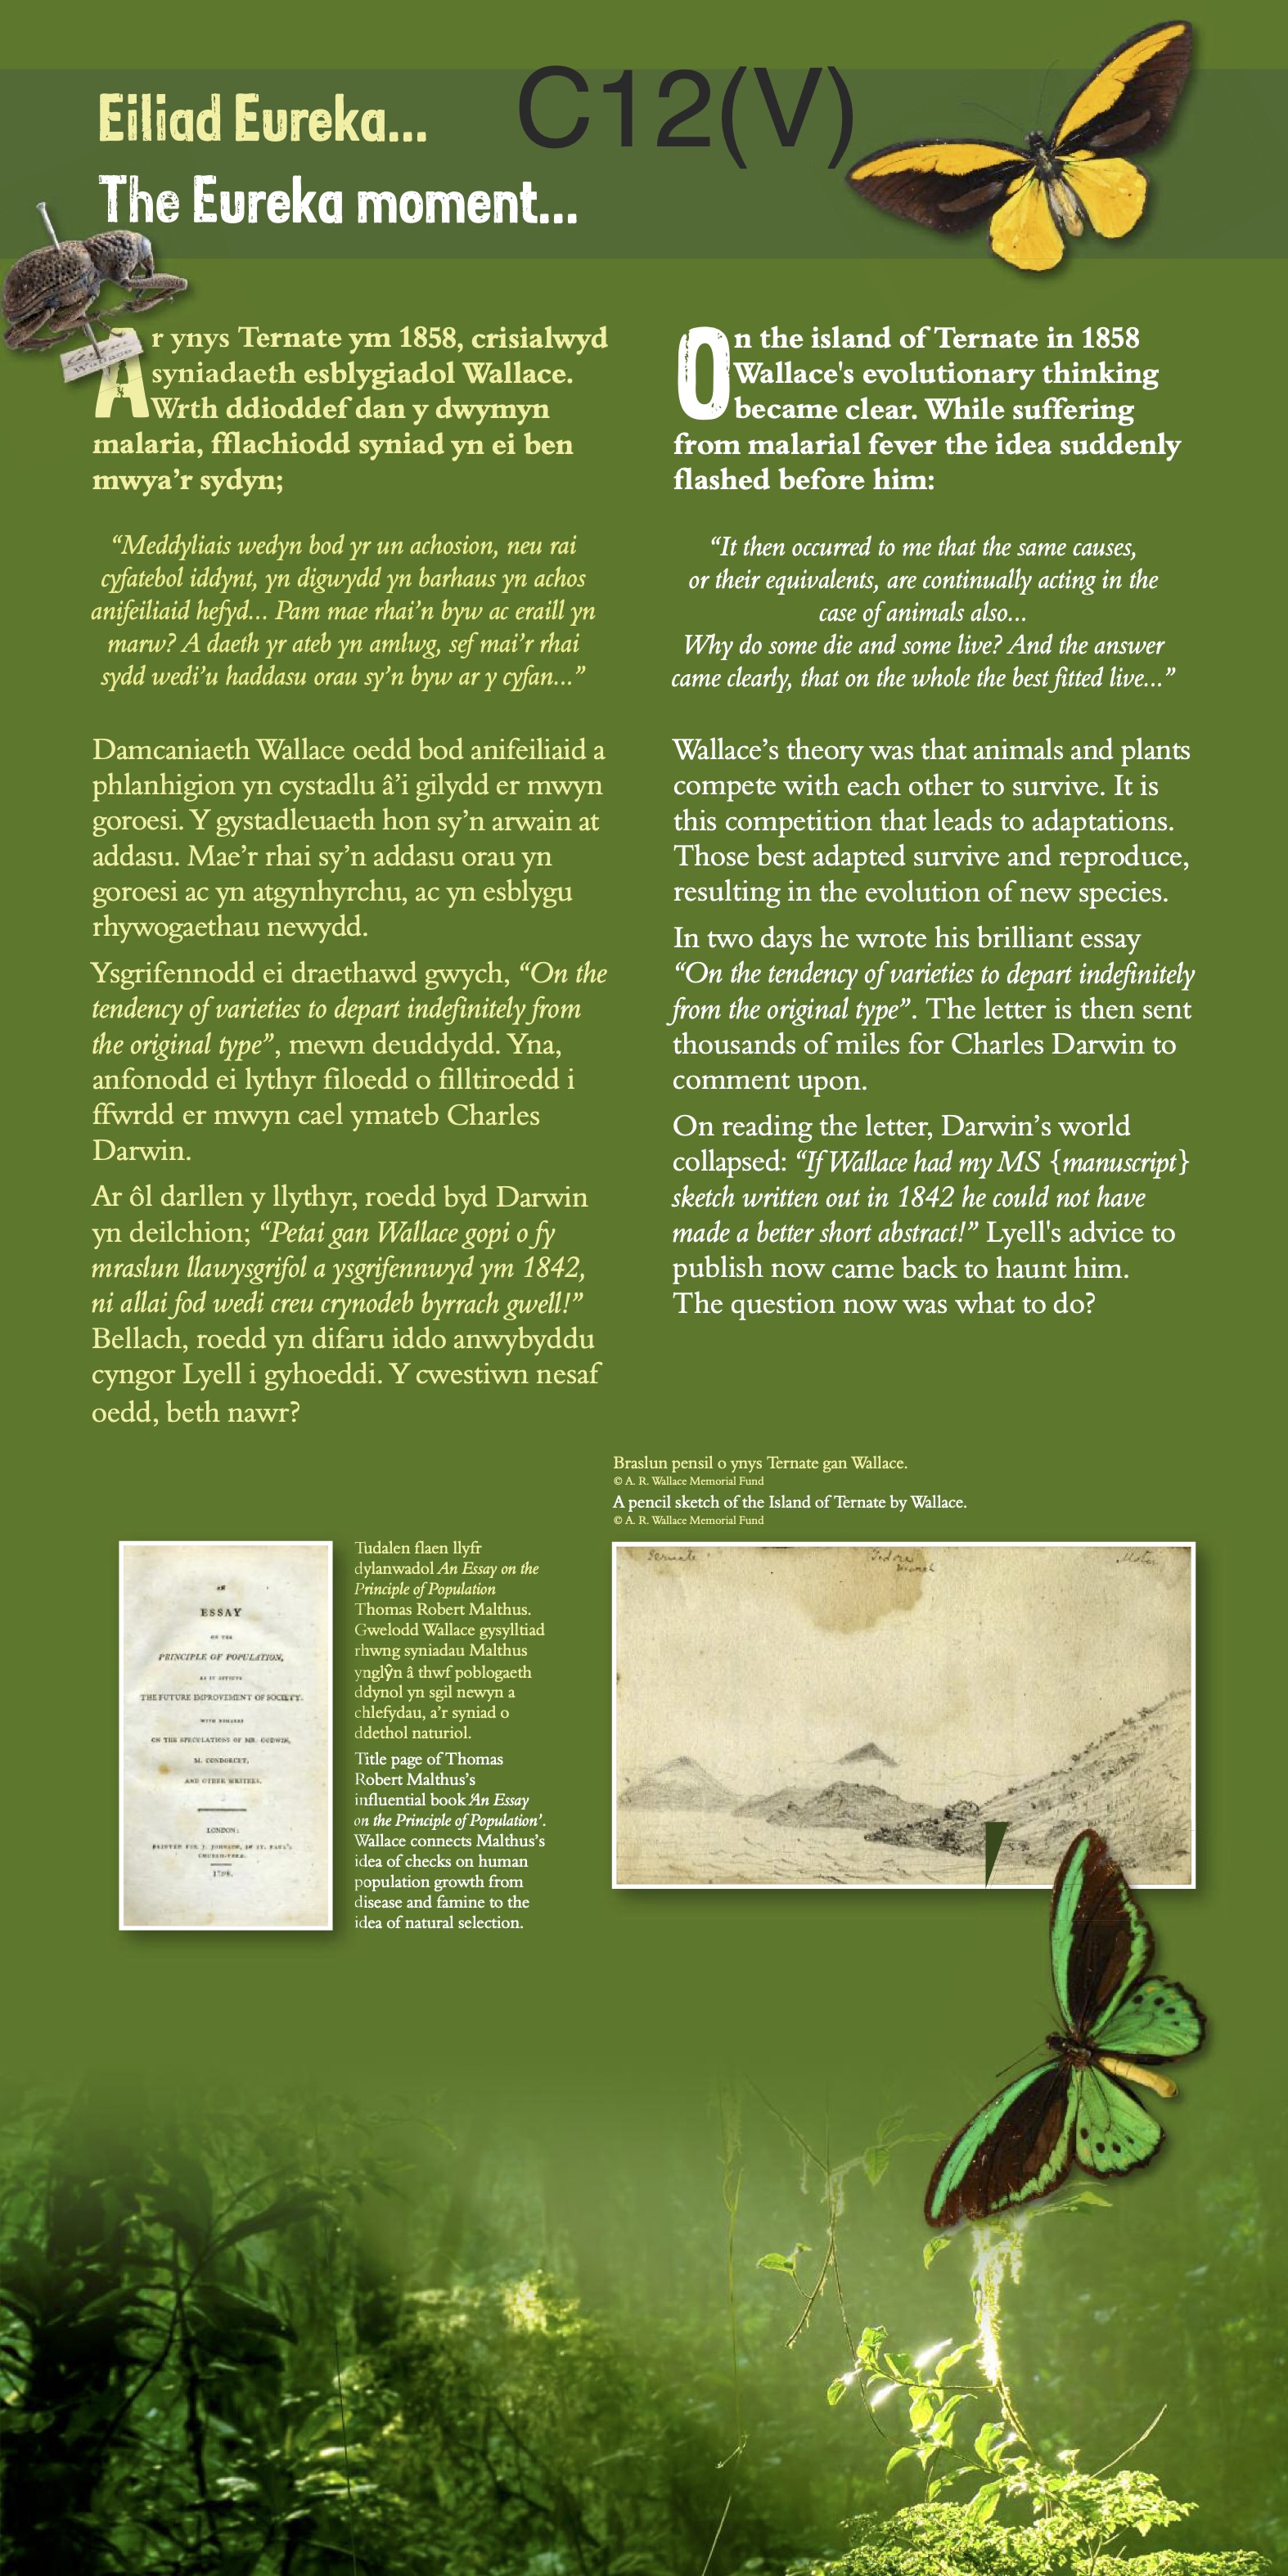 Eiliad Eureka...
C12(V)
The Eureka moment...
Ar ynys Ternate ym 1858, crisialwyd
syniadaeth esblygiadol Wallace.
Wrth ddioddef dan y dwymyn
malaria, fflachiodd syniad yn ei ben
mwya’r sydyn;
“Meddyliais wedyn bod yr un achosion, neu rai
cyfatebol iddynt, yn digwydd yn barhaus yn achos
anifeiliaid hefyd... Pam mae rhai’n byw ac eraill yn
marw? A daeth yr ateb yn amlwg, sef mai’r rhai
sydd wedi’u haddasu orau sy’n byw ar y cyfan...”
Damcaniaeth Wallace oedd bod anifeiliaid a
phlanhigion yn cystadlu â’i gilydd er mwyn
goroesi. Y gystadleuaeth hon sy’n arwain at
addasu. Mae’r rhai sy’n addasu orau yn
goroesi ac yn atgynhyrchu, ac yn esblygu
rhywogaethau newydd.
Ysgrifennodd ei draethawd gwych, “On the
tendency of varieties to depart indefinitely from
the original type”, mewn deuddydd. Yna,
anfonodd ei lythyr filoedd o filltiroedd i
ffwrdd er mwyn cael ymateb Charles
Darwin.
Ar ôl darllen y llythyr, roedd byd Darwin
yn deilchion; “Petai gan Wallace gopi o fy
mraslun llawysgrifol a ysgrifennwyd ym 1842,
ni allai fod wedi creu crynodeb byrrach gwell!”
Bellach, roedd yn difaru iddo anwybyddu
cyngor Lyell i gyhoeddi. Y cwestiwn nesaf
oedd, beth nawr?
On the island of Ternate in 1858
Wallace's evolutionary thinking
became clear. While suffering
from malarial fever the idea suddenly
flashed before him:
“It then occurred to me that the same causes,
or their equivalents, are continually acting in the
case of animals also...
Why do some die and some live? And the answer
came clearly, that on the whole the best fitted live...”
Wallace’s theory was that animals and plants
compete with each other to survive. It is
this competition that leads to adaptations.
Those best adapted survive and reproduce,
resulting in the evolution of new species.
In two days he wrote his brilliant essay
“On the tendency of varieties to depart indefinitely
from the original type”. The letter is then sent
thousands of miles for Charles Darwin to
comment upon.
On reading the letter, Darwin’s world
collapsed: “If Wallace had my MS {manuscript}
sketch written out in 1842 he could not have
made a better short abstract!” Lyell's advice to
publish now came back to haunt him.
The question now was what to do?
Braslun pensil o ynys Ternate gan Wallace.
© A. R. Wallace Memorial Fund
A pencil sketch of the Island of Ternate by Wallace.
© A. R. Wallace Memorial Fund
AN
ESSAY
ON THE
PRINCIPLE OF POPULATION,
AS IT AFFECTS
THE FUTURE IMPROVEMENT OF SOCIETY.
WITH REMARKS
ON THE SPECULATIONS OF MR. GODWIN,
M. CONDORCET,
AND OTHER WRITERS.
LONDON:
PRINTED FOR J. JOHNSON, IN ST. PAUL'S
CHURCH-YARD.
1798.
Tudalen flaen llyfr
dylanwadol An Essay on the
Principle of Population
Thomas Robert Malthus.
Gwelodd Wallace gysylltiad
rhwng syniadau Malthus
ynglŷn â thwf poblogaeth
ddynol yn sgil newyn a
chlefydau, a’r syniad o
ddethol naturiol.
Title page of Thomas
Robert Malthus’s
influential book ‘An Essay
on the Principle of Population’.
Wallace connects Malthus’s
idea of checks on human
population growth from
disease and famine to the
idea of natural selection.
Ternate
Tidore
Wallace